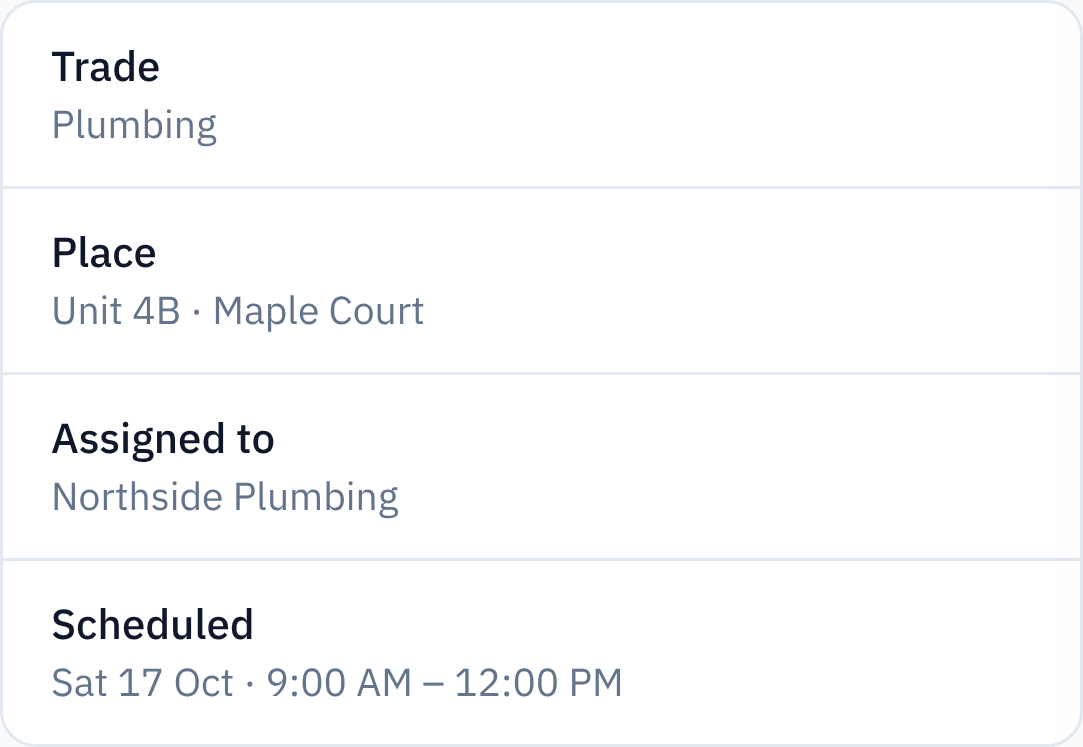 Trade
Plumbing
Place
Unit 4B · Maple Court
Assigned to
Northside Plumbing
Scheduled
Sat 17 Oct · 9:00 AM – 12:00 PM